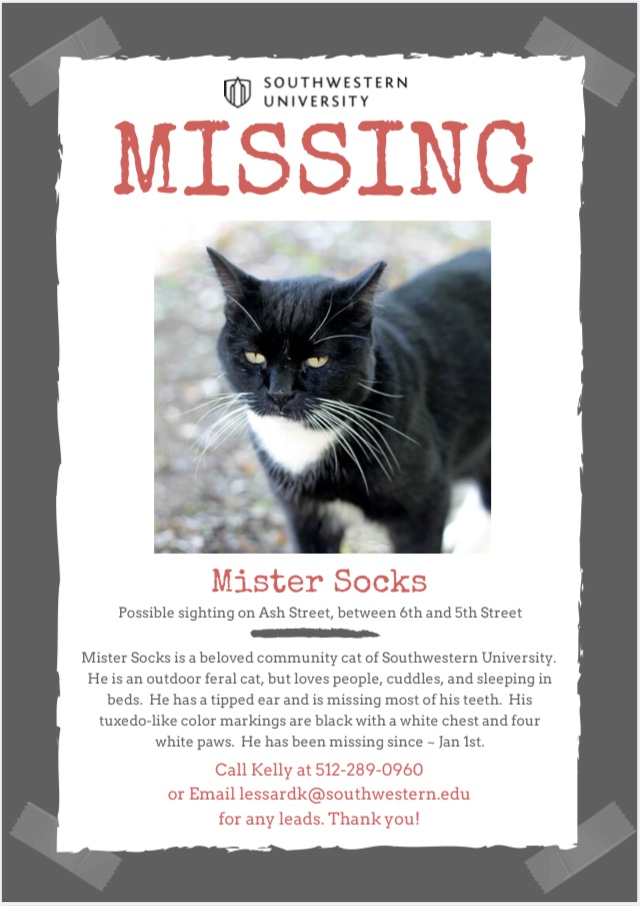 SOUTHWESTERN
UNIVERSITY
MISSING
Mister Socks
Possible sighting on Ash Street, between 6th and 5th Street
Mister Socks is a beloved community cat of Southwestern University.
He is an outdoor feral cat, but loves people, cuddles, and sleeping in
beds. He has a tipped ear and is missing most of his teeth. His
tuxedo-like color markings are black with a white chest and four
white paws. He has been missing since ~ Jan 1st.
Call Kelly at 512-289-0960
or Email lessardk@southwestern.edu
for any leads. Thank you!